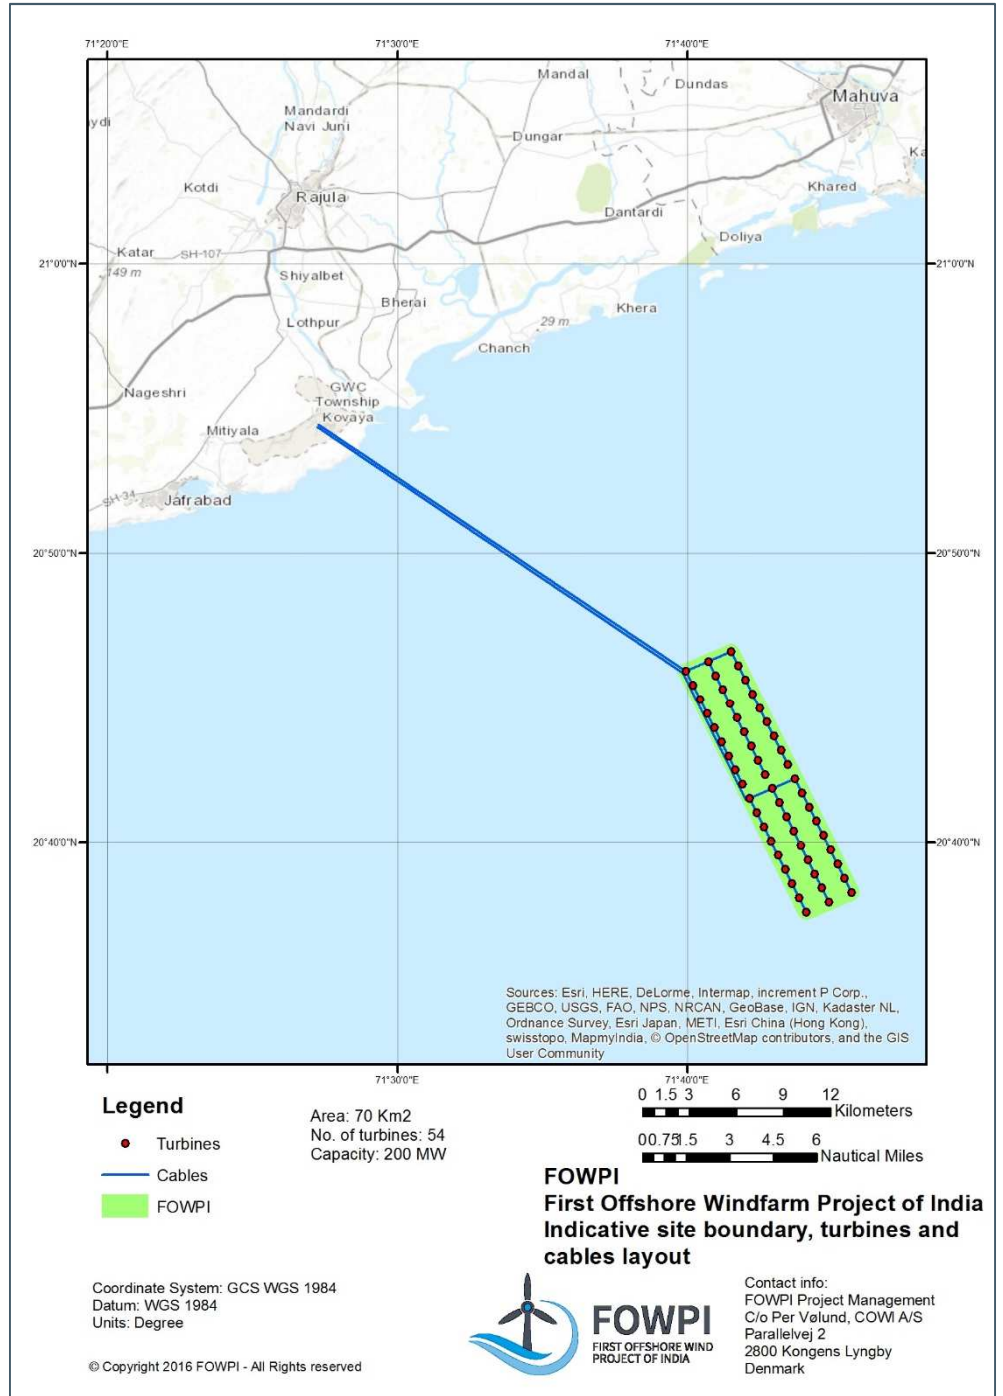 71°20'0"E
71°30'0"E
71°40'0"E
Mandal
Dundas
Mahuva
ydi
Mandardi
Navi Juni
Dungar
Ka
Kotdi
Rajula
Khared
Dantardi
Doliya
Katar
SH-107
149 m
21°0'0"N
21°0'0"N
Shiyalbet
Bherai
Khera
Lothpur
29 m
Chanch
GWC
Township
Kovaya
Nageshri
Mitiyala
SH-34
Jafrabad
20°50'0"N
20°50'0"N
20°40'0"N
20°40'0"N
Sources: Esri, HERE, DeLorme, Intermap, increment P Corp.,
GEBCO, USGS, FAO, NPS, NRCAN, GeoBase, IGN, Kadaster NL,
Ordnance Survey, Esri Japan, METI, Esri China (Hong Kong),
swisstopo, MapmyIndia, © OpenStreetMap contributors, and the GIS
User Community
71°30'0"E
71°40'0"E
Legend
Turbines
Cables
FOWPI
Area: 70 Km2
No. of turbines: 54
Capacity: 200 MW
0 1.5 3 6 9 12
Kilometers
0 0.75 1.5 3 4.5 6
Nautical Miles
FOWPI
First Offshore Windfarm Project of India
Indicative site boundary, turbines and
cables layout
Coordinate System: GCS WGS 1984
Datum: WGS 1984
Units: Degree
© Copyright 2016 FOWPI - All Rights reserved
FOWPI
FIRST OFFSHORE WIND
PROJECT OF INDIA
Contact info:
FOWPI Project Management
C/o Per Vølund, COWI A/S
Parallelvej 2
2800 Kongens Lyngby
Denmark